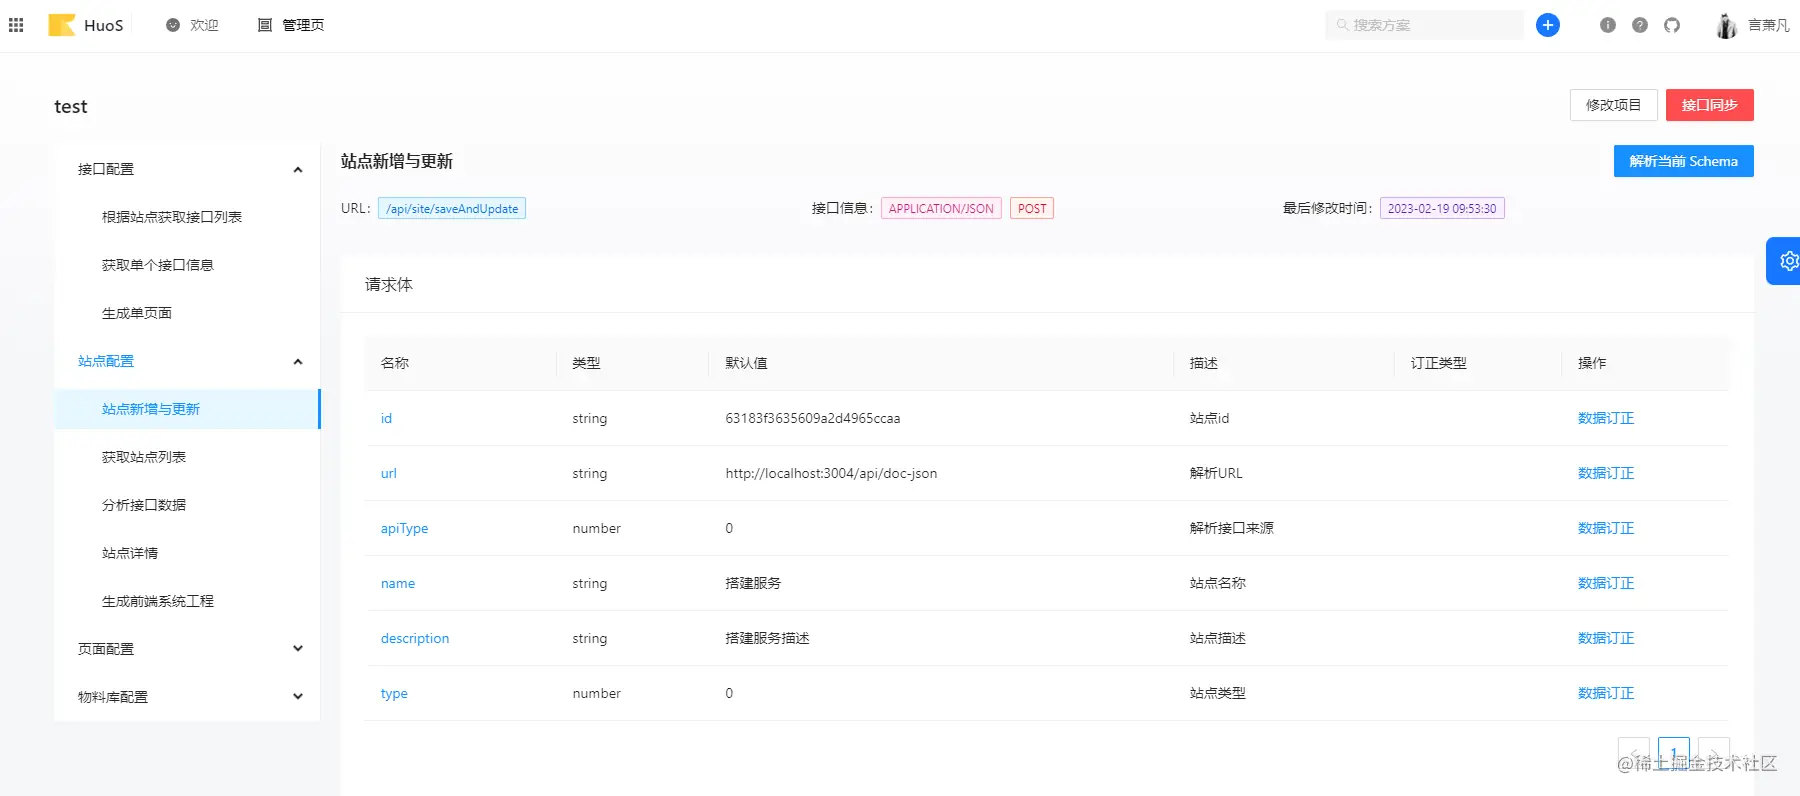 HuoS 欢迎 管理页 搜索方案 言萧凡
test 修改项目 接口同步
接口配置
根据站点获取接口列表
获取单个接口信息
生成单页面
站点配置
站点新增与更新
获取站点列表
分析接口数据
站点详情
生成前端系统工程
页面配置
物料库配置
站点新增与更新 解析当前 Schema
URL: /api/site/saveAndUpdate 接口信息: APPLICATION/JSON POST 最后修改时间: 2023-02-19 09:53:30
请求体
名称 类型 默认值 描述 订正类型 操作
id string 63183f3635609a2d4965ccaa 站点id 数据订正
url string http://localhost:3004/api/doc-json 解析URL 数据订正
apiType number 0 解析接口来源 数据订正
name string 搭建服务 站点名称 数据订正
description string 搭建服务描述 站点描述 数据订正
type number 0 站点类型 数据订正
< 1 >
@稀土掘金技术社区